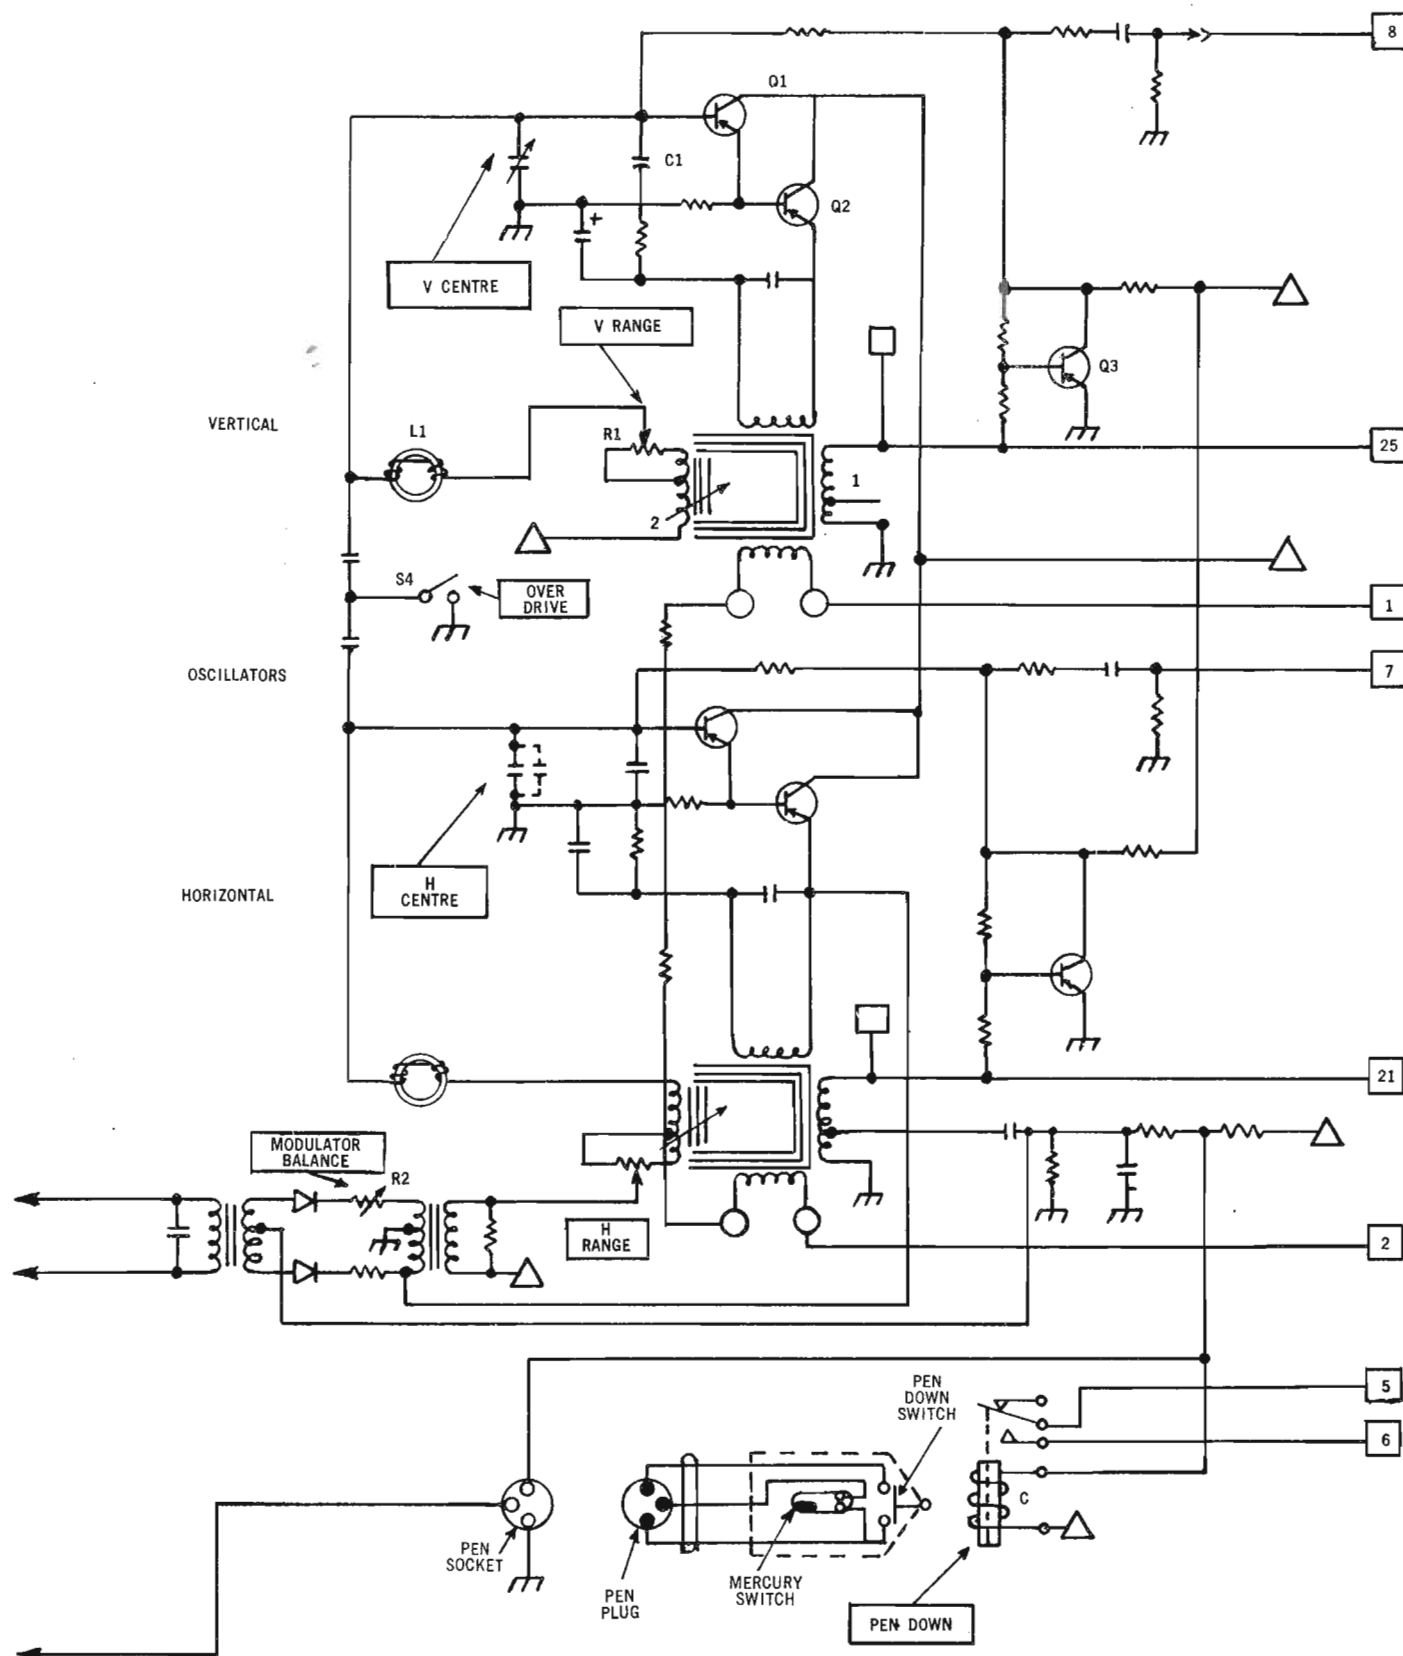 8
Q1
C1
Q2
+
V CENTRE
V RANGE
Q3
VERTICAL
L1
R1
25
1
2
S4
OVER
DRIVE
1
OSCILLATORS
7
H
CENTRE
HORIZONTAL
21
MODULATOR
BALANCE
R2
H
RANGE
2
PEN
DOWN
SWITCH
5
6
C
PEN
SOCKET
PEN
PLUG
MERCURY
SWITCH
PEN DOWN